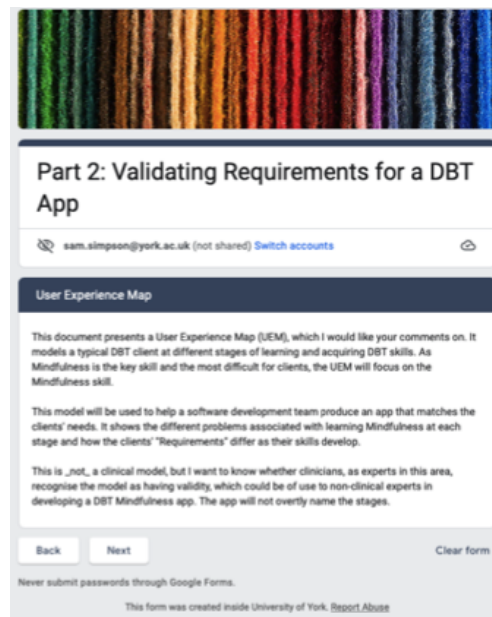 Part 2: Validating Requirements for a DBT
App
sam.simpson@york.ac.uk (not shared) Switch accounts
User Experience Map
This document presents a User Experience Map (UEM), which I would like your comments on. It
models a typical DBT client at different stages of learning and acquiring DBT skills. As
Mindfulness is the key skill and the most difficult for clients, the UEM will focus on the
Mindfulness skill.
This model will be used to help a software development team produce an app that matches the
clients' needs. It shows the different problems associated with learning Mindfulness at each
stage and how the clients' "Requirements" differ as their skills develop.
This is _not_ a clinical model, but I want to know whether clinicians, as experts in this area,
recognise the model as having validity, which could be of use to non-clinical experts in
developing a DBT Mindfulness app. The app will not overtly name the stages.
Back Next Clear form
Never submit passwords through Google Forms.
This form was created inside University of York. Report Abuse